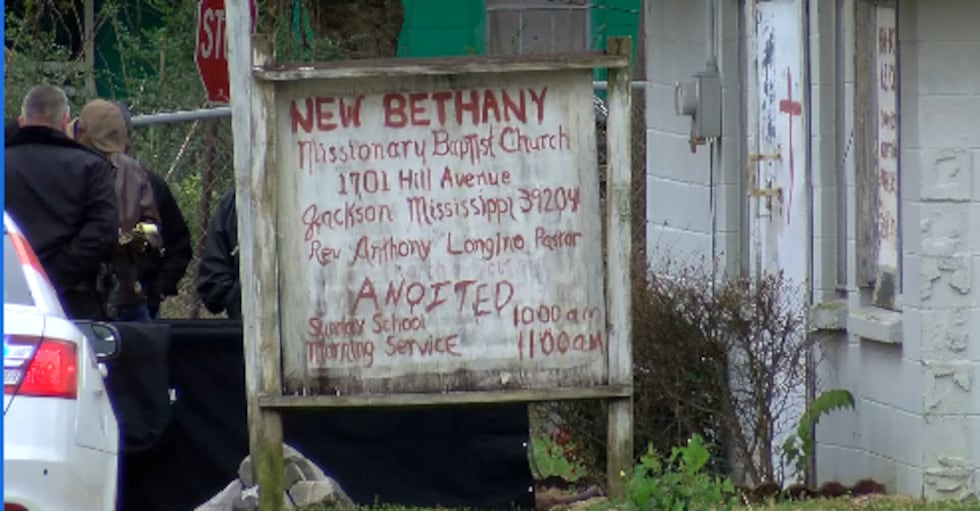 ST
NEW BETHANY
Missionary Baptist Church
1701 Hill Avenue
Jackson Mississippi 39204
Rev Anthony Longino Pastor
ANOITED
Sunday School 10:00 am
Morning Service 11:00 am